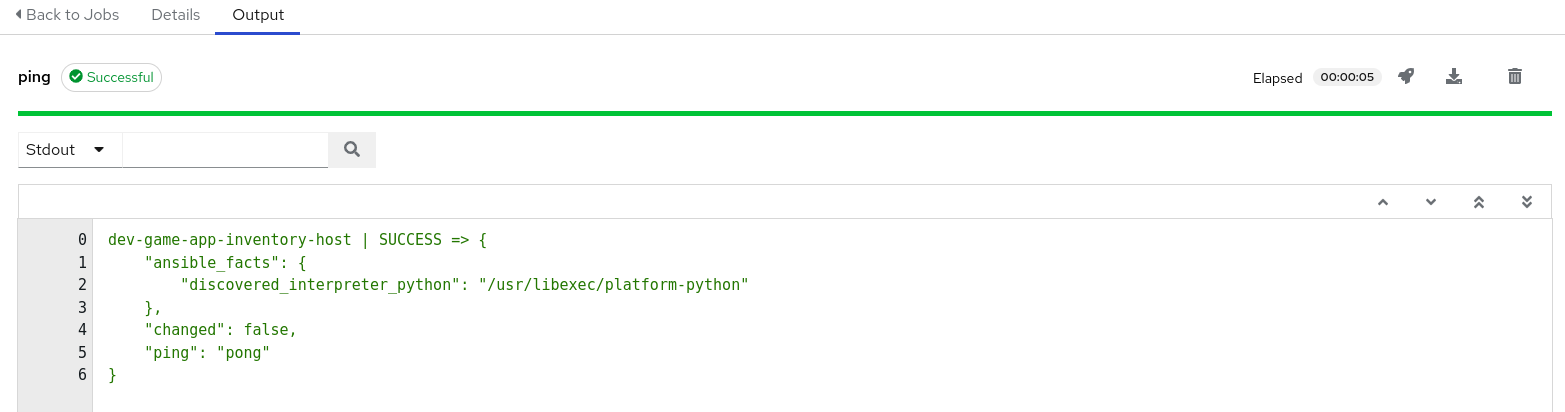 Back to Jobs Details Output
ping Successful Elapsed 00:00:05
Stdout
0 dev-game-app-inventory-host | SUCCESS => {
1     "ansible_facts": {
2         "discovered_interpreter_python": "/usr/libexec/platform-python"
3     },
4     "changed": false,
5     "ping": "pong"
6 }